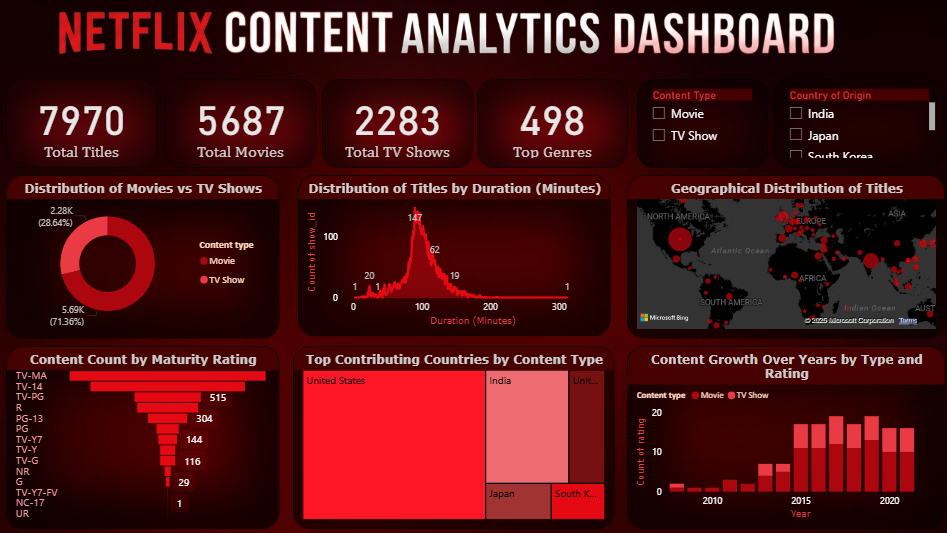 NETFLIX CONTENT ANALYTICS DASHBOARD
7970
Total Titles
5687
Total Movies
2283
Total TV Shows
498
Top Genres
Content Type
Movie
TV Show
Country of Origin
India
Japan
South Korea
Distribution of Movies vs TV Shows
2.28K
(28.64%)
5.69K
(71.36%)
Content type
Movie
TV Show
Distribution of Titles by Duration (Minutes)
Count of show_id
100
0
1
20
1
147
62
19
1
0
100
200
300
Duration (Minutes)
Geographical Distribution of Titles
NORTH AMERICA
EUROPE
ASIA
Atlantic Ocean
AFRICA
SOUTH AMERICA
Indian Ocean
AUST
Microsoft Bing
© 2025 Microsoft Corporation Terms
Content Count by Maturity Rating
TV-MA
TV-14
TV-PG 515
R
PG-13 304
PG
TV-Y7 144
TV-Y
TV-G 116
NR
G 29
TV-Y7-FV
NC-17 1
UR
Top Contributing Countries by Content Type
United States
India
Unit...
Japan
South K...
Content Growth Over Years by Type and
Rating
Content type Movie TV Show
Count of rating
20
10
0
2010
2015
2020
Year